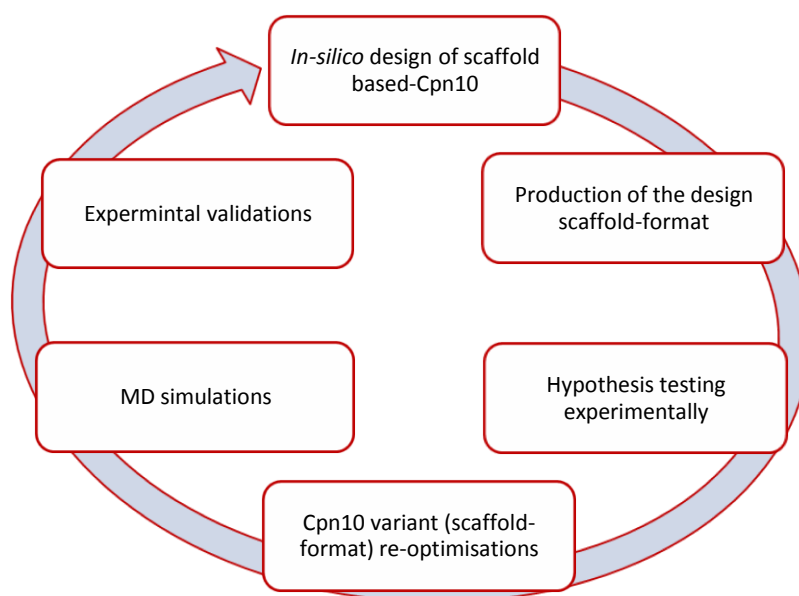 In-silico design of scaffold
based-Cpn10
Production of the design
scaffold-format
Hypothesis testing
experimentally
Cpn10 variant (scaffold-
format) re-optimisations
MD simulations
Expermintal validations